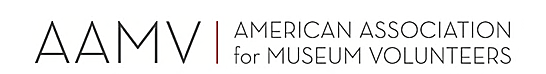 AAMV
AMERICAN ASSOCIATION
for MUSEUM VOLUNTEERS